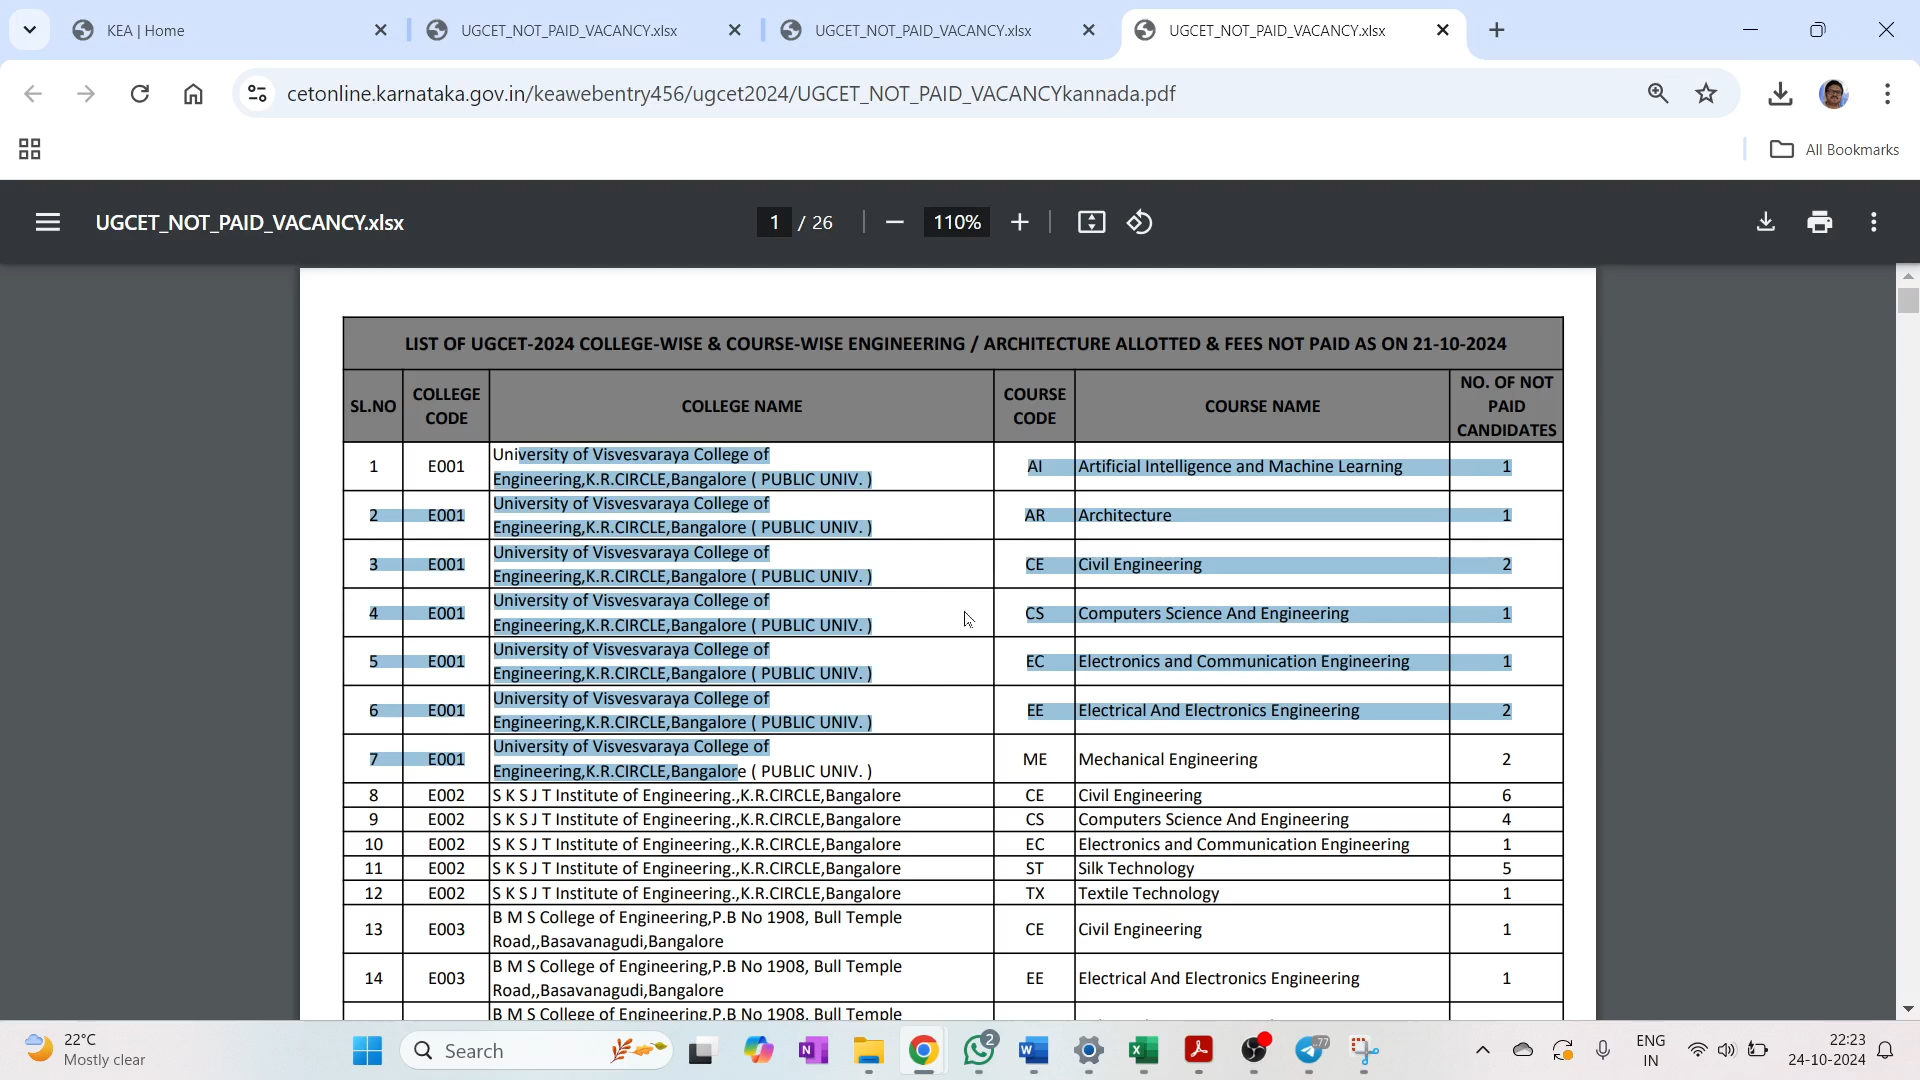 KEA | Home
UGCET_NOT_PAID_VACANCY.xlsx
UGCET_NOT_PAID_VACANCY.xlsx
UGCET_NOT_PAID_VACANCY.xlsx
cetonline.karnataka.gov.in/keawebentry456/ugcet2024/UGCET_NOT_PAID_VACANCYkannada.pdf
All Bookmarks
UGCET_NOT_PAID_VACANCY.xlsx
1 / 26
110%
LIST OF UGCET-2024 COLLEGE-WISE & COURSE-WISE ENGINEERING / ARCHITECTURE ALLOTTED & FEES NOT PAID AS ON 21-10-2024
SL.NO COLLEGE CODE COLLEGE NAME COURSE CODE COURSE NAME NO. OF NOT PAID CANDIDATES
1 E001 University of Visvesvaraya College of
Engineering,K.R.CIRCLE,Bangalore ( PUBLIC UNIV. ) AI Artificial Intelligence and Machine Learning 1
2 E001 University of Visvesvaraya College of
Engineering,K.R.CIRCLE,Bangalore ( PUBLIC UNIV. ) AR Architecture 1
3 E001 University of Visvesvaraya College of
Engineering,K.R.CIRCLE,Bangalore ( PUBLIC UNIV. ) CE Civil Engineering 2
4 E001 University of Visvesvaraya College of
Engineering,K.R.CIRCLE,Bangalore ( PUBLIC UNIV. ) CS Computers Science And Engineering 1
5 E001 University of Visvesvaraya College of
Engineering,K.R.CIRCLE,Bangalore ( PUBLIC UNIV. ) EC Electronics and Communication Engineering 1
6 E001 University of Visvesvaraya College of
Engineering,K.R.CIRCLE,Bangalore ( PUBLIC UNIV. ) EE Electrical And Electronics Engineering 2
7 E001 University of Visvesvaraya College of
Engineering,K.R.CIRCLE,Bangalore ( PUBLIC UNIV. ) ME Mechanical Engineering 2
8 E002 S K S J T Institute of Engineering.,K.R.CIRCLE,Bangalore CE Civil Engineering 6
9 E002 S K S J T Institute of Engineering.,K.R.CIRCLE,Bangalore CS Computers Science And Engineering 4
10 E002 S K S J T Institute of Engineering.,K.R.CIRCLE,Bangalore EC Electronics and Communication Engineering 1
11 E002 S K S J T Institute of Engineering.,K.R.CIRCLE,Bangalore ST Silk Technology 5
12 E002 S K S J T Institute of Engineering.,K.R.CIRCLE,Bangalore TX Textile Technology 1
13 E003 B M S College of Engineering,P.B No 1908, Bull Temple
Road,,Basavanagudi,Bangalore CE Civil Engineering 1
14 E003 B M S College of Engineering,P.B No 1908, Bull Temple
Road,,Basavanagudi,Bangalore EE Electrical And Electronics Engineering 1
B M S College of Engineering,P.B No 1908, Bull Temple
22°C
Mostly clear
Search
2
77
ENG
IN
22:23
24-10-2024